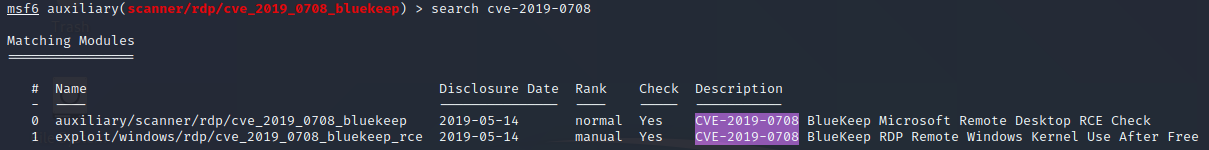 msf6 auxiliary(scanner/rdp/cve_2019_0708_bluekeep) > search cve-2019-0708
Matching Modules
================
# Name Disclosure Date Rank Check Description
- ---- --------------- ---- ----- -----------
0 auxiliary/scanner/rdp/cve_2019_0708_bluekeep 2019-05-14 normal Yes CVE-2019-0708 BlueKeep Microsoft Remote Desktop RCE Check
1 exploit/windows/rdp/cve_2019_0708_bluekeep_rce 2019-05-14 manual Yes CVE-2019-0708 BlueKeep RDP Remote Windows Kernel Use After Free